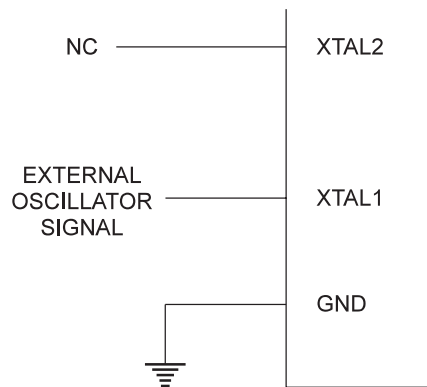 NC
XTAL2
EXTERNAL
OSCILLATOR
SIGNAL
XTAL1
GND